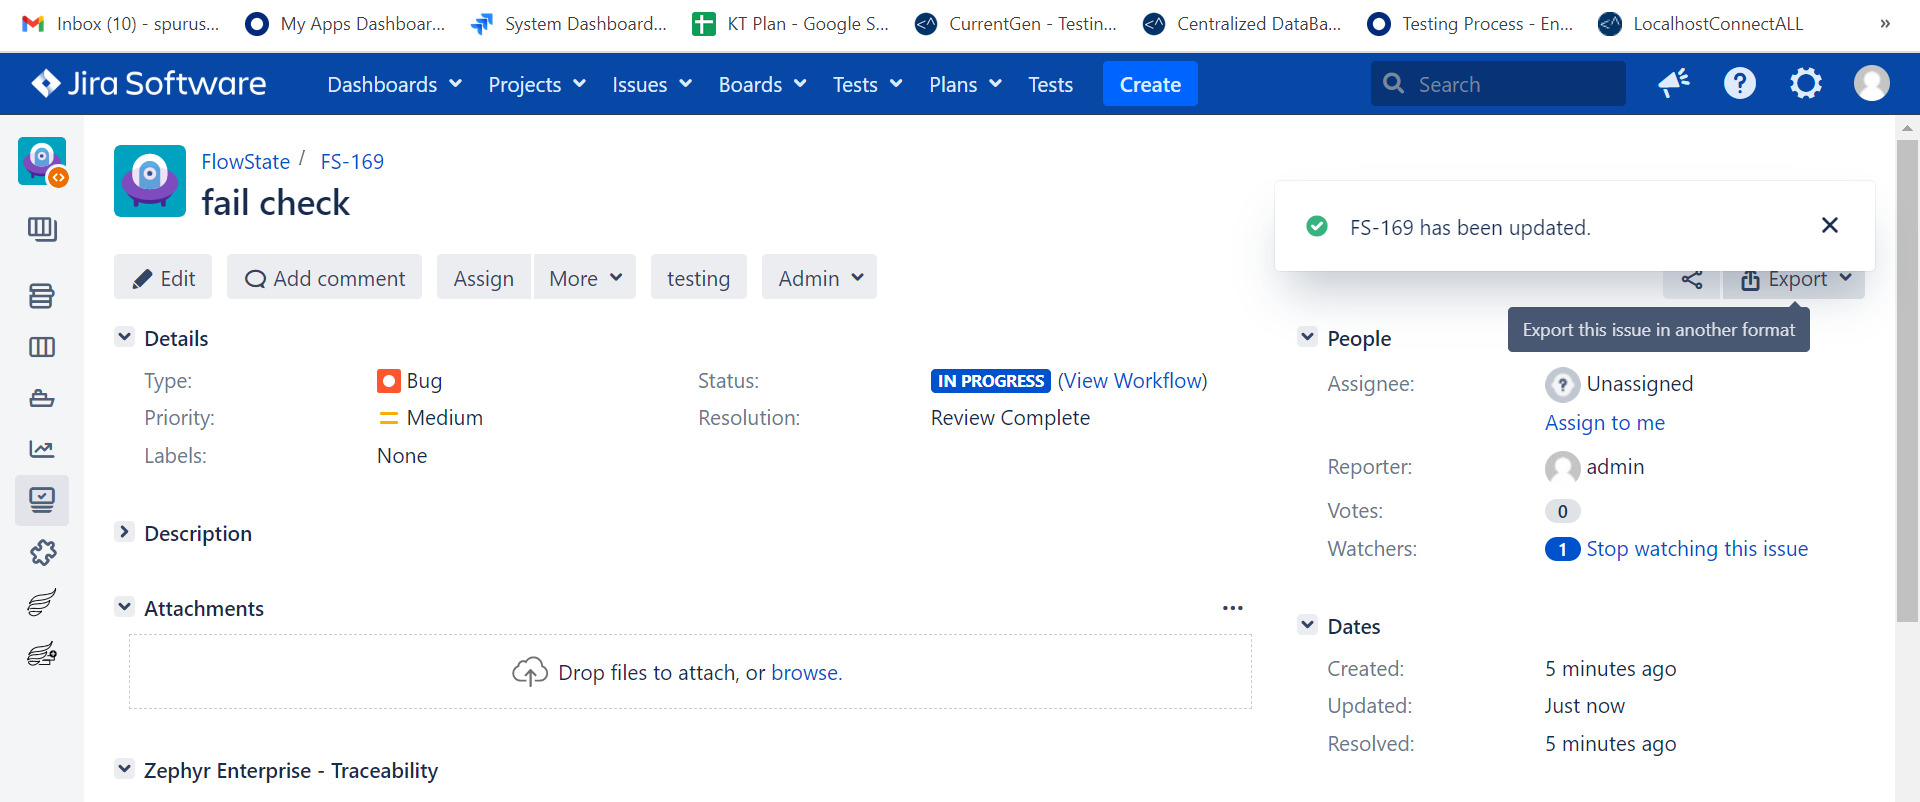 Inbox (10) - spurus... My Apps Dashboar... System Dashboard... KT Plan - Google S... CurrentGen - Testin... Centralized DataBa... Testing Process - En... LocalhostConnectALL »
Jira Software Dashboards Projects Issues Boards Tests Plans Tests Create Search
FlowState / FS-169
fail check
FS-169 has been updated.
Edit Add comment Assign More testing Admin Export
Export this issue in another format
Details
Type: Bug Status: IN PROGRESS (View Workflow)
Priority: Medium Resolution: Review Complete
Labels: None
Description
Attachments
Drop files to attach, or browse.
Zephyr Enterprise - Traceability
People
Assignee: Unassigned
Assign to me
Reporter: admin
Votes: 0
Watchers: 1 Stop watching this issue
Dates
Created: 5 minutes ago
Updated: Just now
Resolved: 5 minutes ago